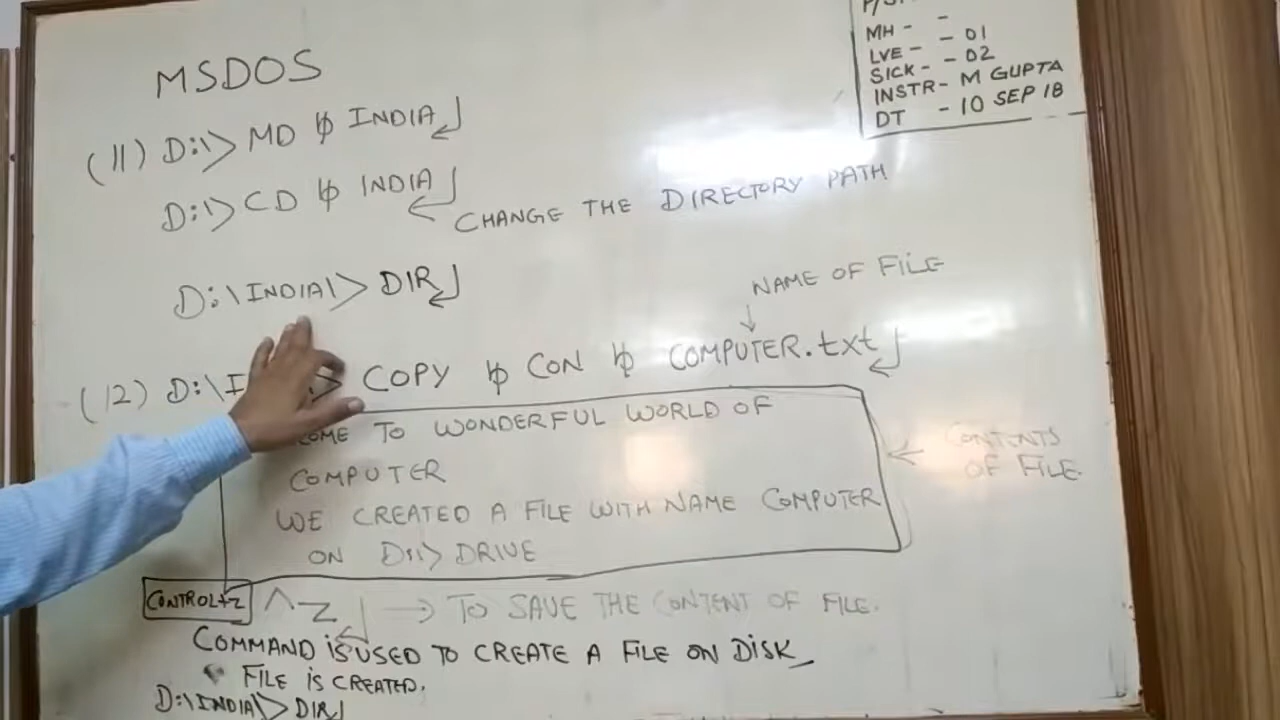 MSDOS
(11) D:\> MD ␢ INDIA ↵
D:\> CD ␢ INDIA ↵
CHANGE THE DIRECTORY PATH
D:\INDIA\> DIR ↵
NAME OF FILE
(12) D:\I > COPY ␢ CON ␢ COMPUTER.txt ↵
TO WONDERFUL WORLD OF
COMPUTER
WE CREATED A FILE WITH NAME COMPUTER
ON D:\> DRIVE
← CONTENTS
OF FILE
CONTROL+Z ^Z ↵ → TO SAVE THE CONTENT OF FILE.
COMMAND IS USED TO CREATE A FILE ON DISK
FILE IS CREATED.
D:\INDIA\> DIR ↵
MH - -
LVE - - 01
SICK - - 02
INSTR - M GUPTA
DT - 10 SEP 18